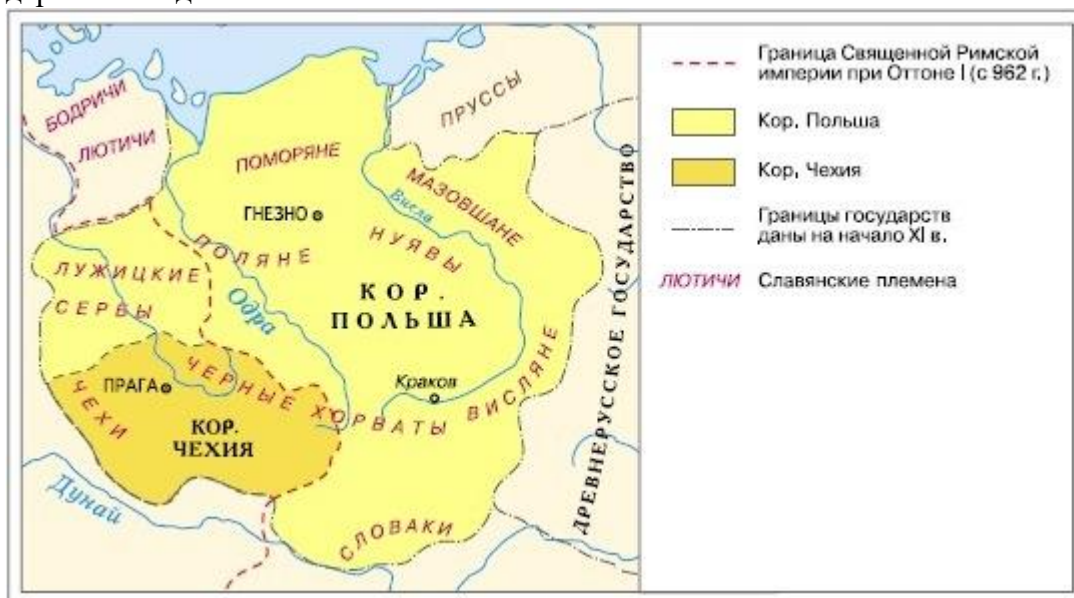 БОДРИЧИ
ЛЮТИЧИ
ПРУССЫ
ПОМОРЯНЕ
ГНЕЗНО
Висла
МАЗОВШАНЕ
НУЯВЫ
ПОЛЯНЕ
ЛУЖИЦКИЕ
СЕРБЫ
Одра
КОР.
ПОЛЬША
ПРАГА
ЧЕХИ
ЧЕРНЫЕ ХОРВАТЫ
Краков
ВИСЛЯНЕ
КОР.
ЧЕХИЯ
Дунай
СЛОВАКИ
ДРЕВНЕРУССКОЕ ГОСУДАРСТВО
Граница Священной Римской
империи при Оттоне I (с 962 г.)
Кор. Польша
Кор. Чехия
Границы государств
даны на начало XI в.
ЛЮТИЧИ Славянские племена